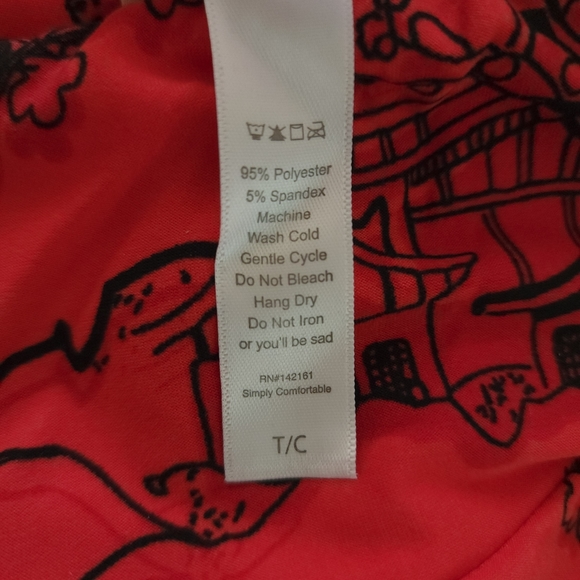 95% Polyester
5% Spandex
Machine
Wash Cold
Gentle Cycle
Do Not Bleach
Hang Dry
Do Not Iron
or you'll be sad
RN#142161
Simply Comfortable
T/C